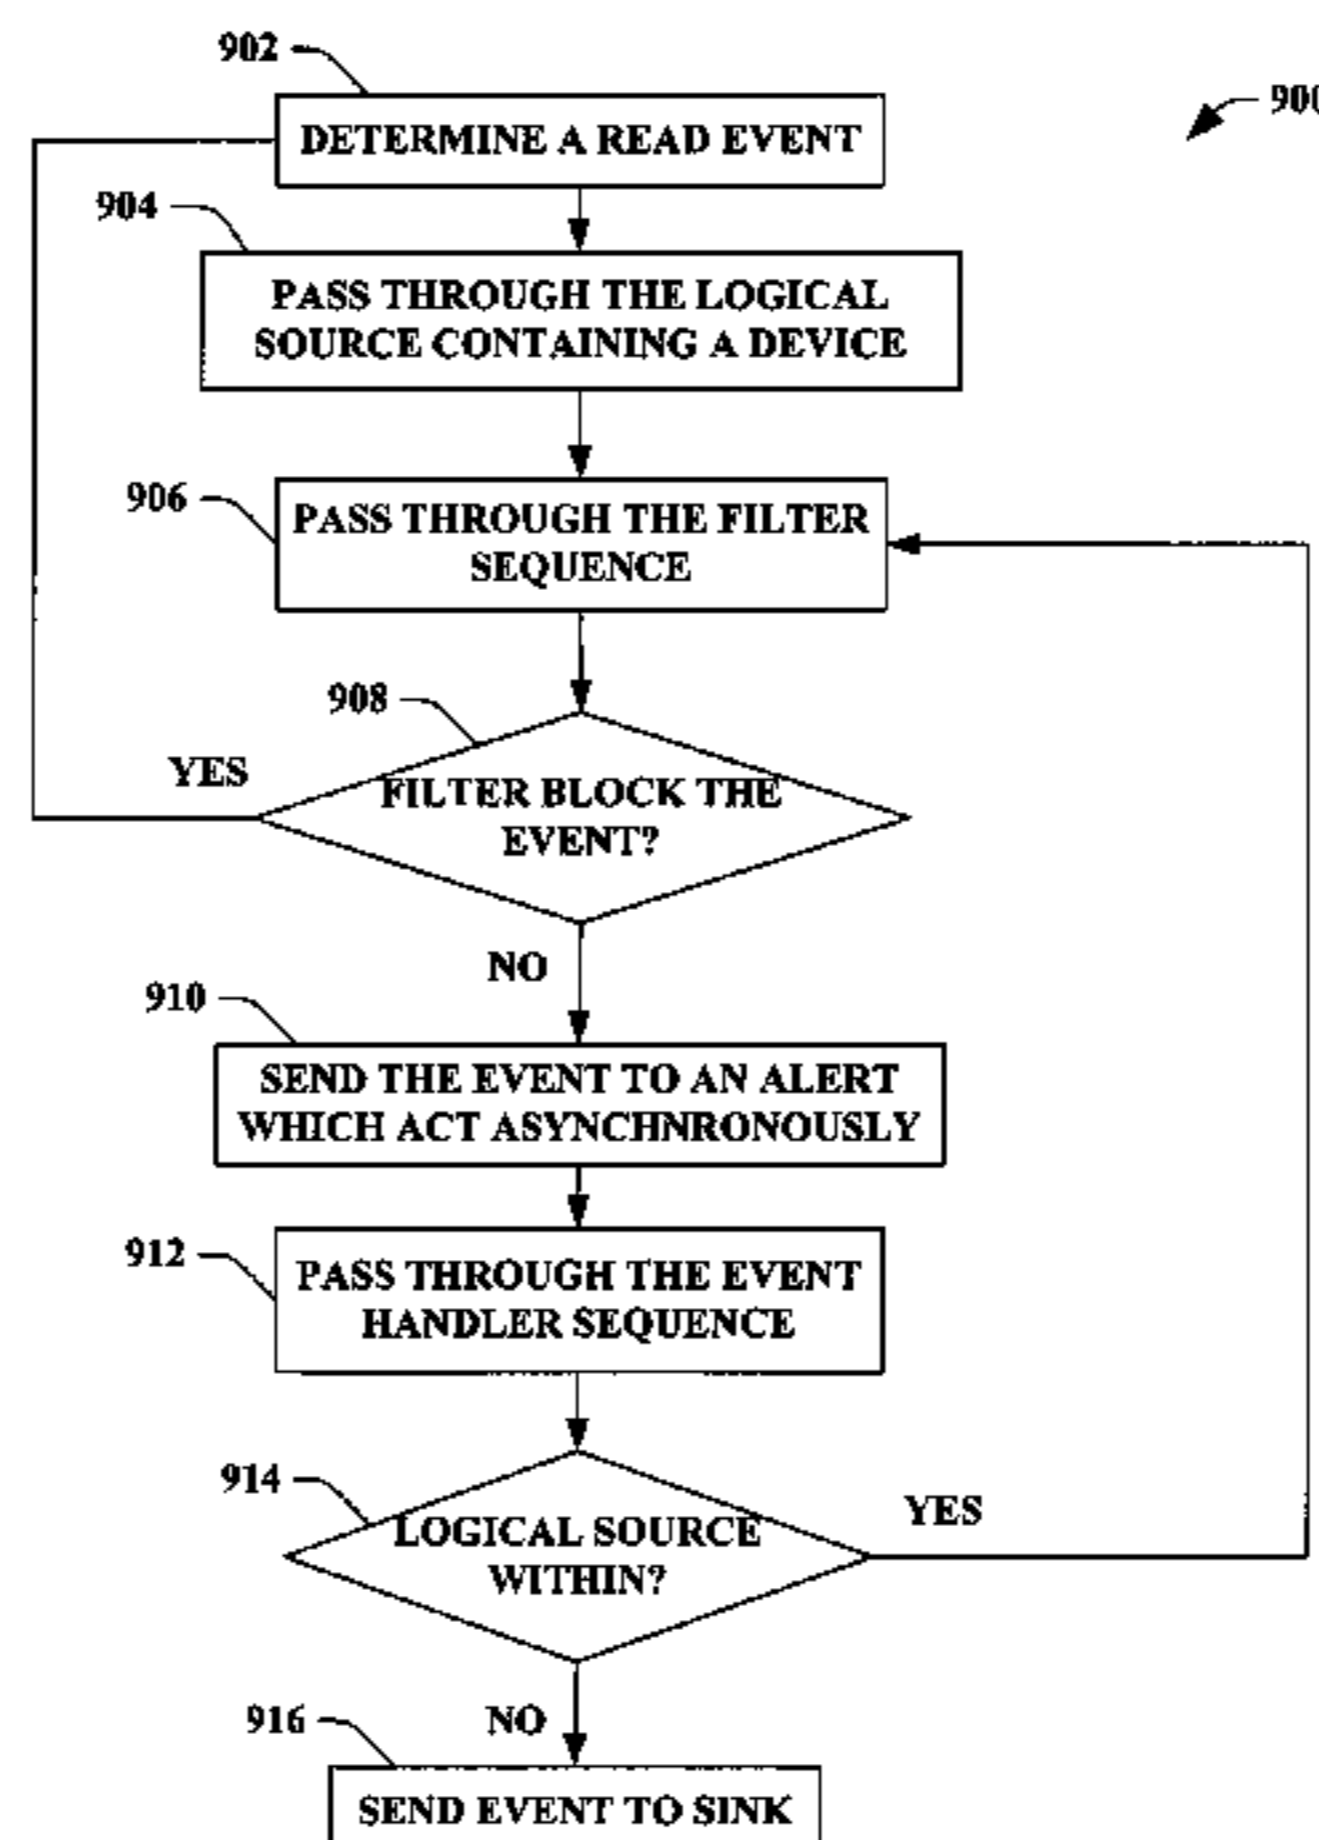 902
900
DETERMINE A READ EVENT
904
PASS THROUGH THE LOGICAL
SOURCE CONTAINING A DEVICE
906
PASS THROUGH THE FILTER
SEQUENCE
908
YES
FILTER BLOCK THE
EVENT?
NO
910
SEND THE EVENT TO AN ALERT
WHICH ACT ASYNCHNRONOUSLY
912
PASS THROUGH THE EVENT
HANDLER SEQUENCE
914
YES
LOGICAL SOURCE
WITHIN?
NO
916
SEND EVENT TO SINK